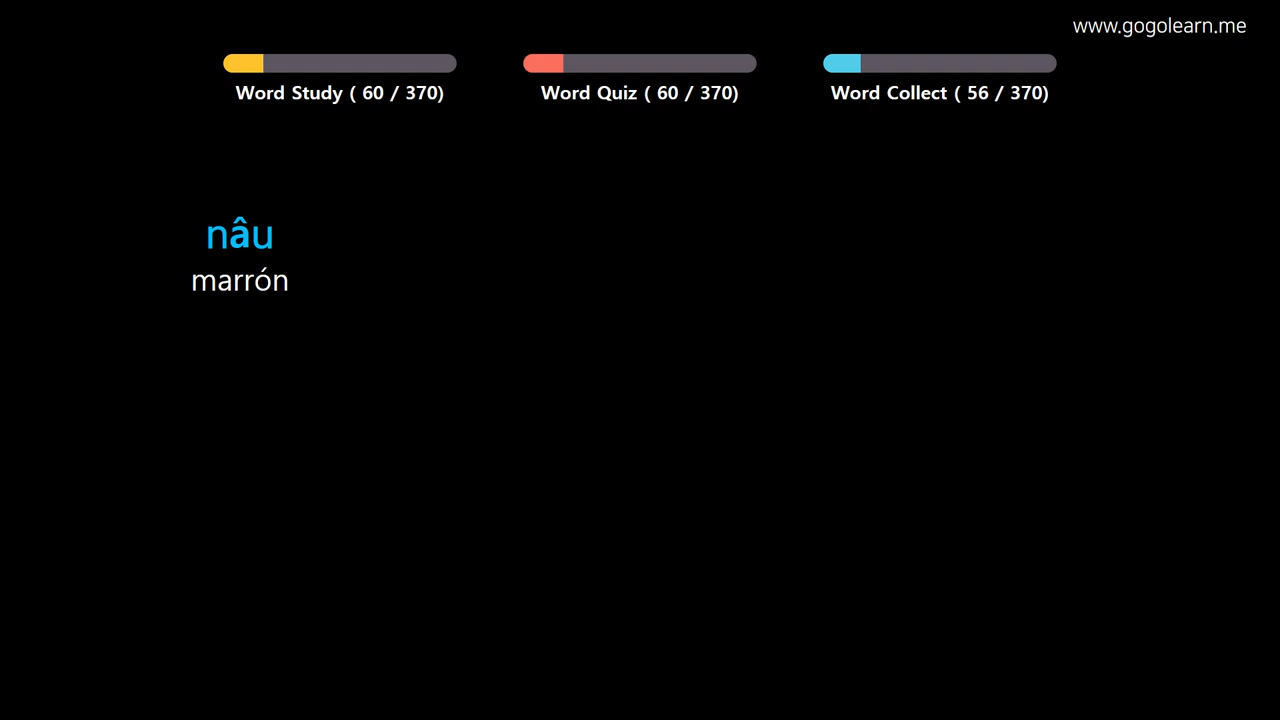 www.gogolearn.me
Word Study ( 60 / 370)
Word Quiz ( 60 / 370)
Word Collect ( 56 / 370)
nâu
marrón